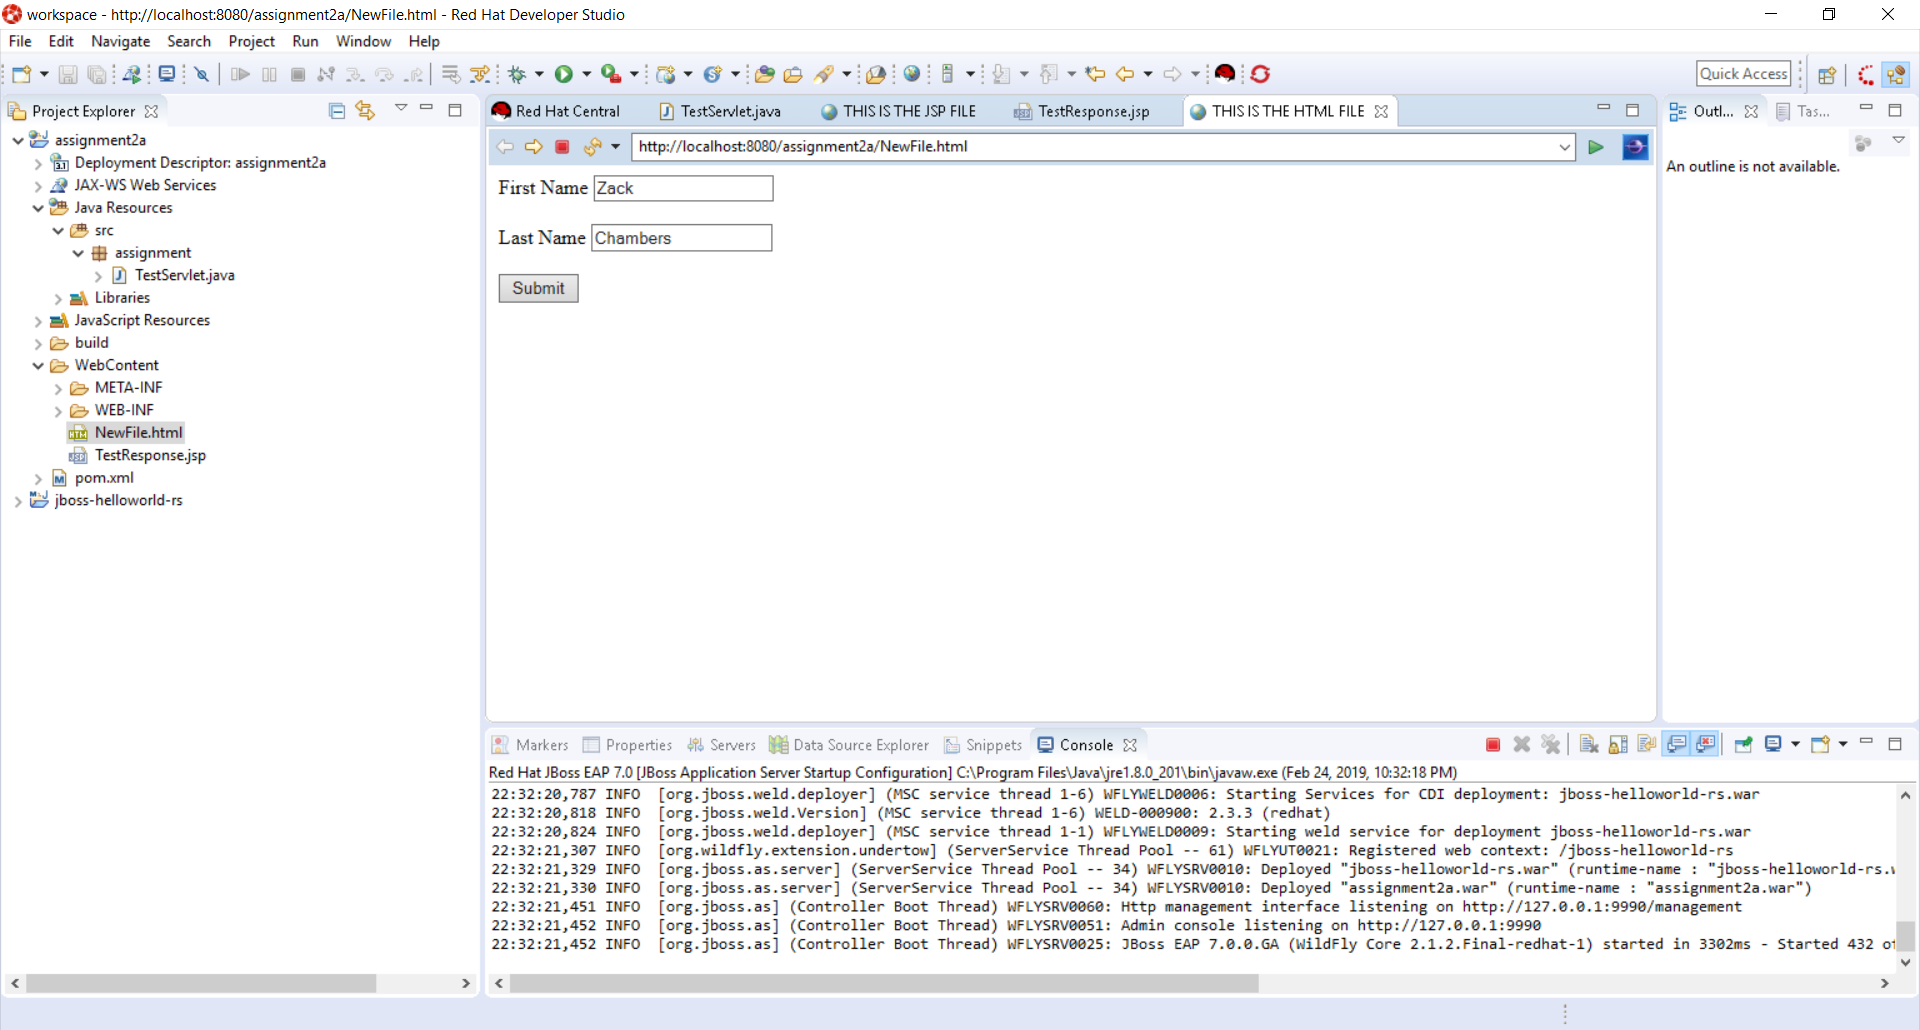 workspace - http://localhost:8080/assignment2a/NewFile.html - Red Hat Developer Studio
File Edit Navigate Search Project Run Window Help
Quick Access
Project Explorer
assignment2a
Deployment Descriptor: assignment2a
JAX-WS Web Services
Java Resources
src
assignment
TestServlet.java
Libraries
JavaScript Resources
build
WebContent
META-INF
WEB-INF
NewFile.html
TestResponse.jsp
pom.xml
jboss-helloworld-rs
Red Hat Central TestServlet.java THIS IS THE JSP FILE TestResponse.jsp THIS IS THE HTML FILE
http://localhost:8080/assignment2a/NewFile.html
First Name Zack
Last Name Chambers
Submit
Outl... Tas...
An outline is not available.
Markers Properties Servers Data Source Explorer Snippets Console
Red Hat JBoss EAP 7.0 [JBoss Application Server Startup Configuration] C:\Program Files\Java\jre1.8.0_201\bin\javaw.exe (Feb 24, 2019, 10:32:18 PM)
22:32:20,787 INFO [org.jboss.weld.deployer] (MSC service thread 1-6) WFLYWELD0006: Starting Services for CDI deployment: jboss-helloworld-rs.war
22:32:20,818 INFO [org.jboss.weld.Version] (MSC service thread 1-6) WELD-000900: 2.3.3 (redhat)
22:32:20,824 INFO [org.jboss.weld.deployer] (MSC service thread 1-1) WFLYWELD0009: Starting weld service for deployment jboss-helloworld-rs.war
22:32:21,307 INFO [org.wildfly.extension.undertow] (ServerService Thread Pool -- 61) WFLYUT0021: Registered web context: /jboss-helloworld-rs
22:32:21,329 INFO [org.jboss.as.server] (ServerService Thread Pool -- 34) WFLYSRV0010: Deployed "jboss-helloworld-rs.war" (runtime-name : "jboss-helloworld-rs.w
22:32:21,330 INFO [org.jboss.as.server] (ServerService Thread Pool -- 34) WFLYSRV0010: Deployed "assignment2a.war" (runtime-name : "assignment2a.war")
22:32:21,451 INFO [org.jboss.as] (Controller Boot Thread) WFLYSRV0060: Http management interface listening on http://127.0.0.1:9990/management
22:32:21,452 INFO [org.jboss.as] (Controller Boot Thread) WFLYSRV0051: Admin console listening on http://127.0.0.1:9990
22:32:21,452 INFO [org.jboss.as] (Controller Boot Thread) WFLYSRV0025: JBoss EAP 7.0.0.GA (WildFly Core 2.1.2.Final-redhat-1) started in 3302ms - Started 432 of